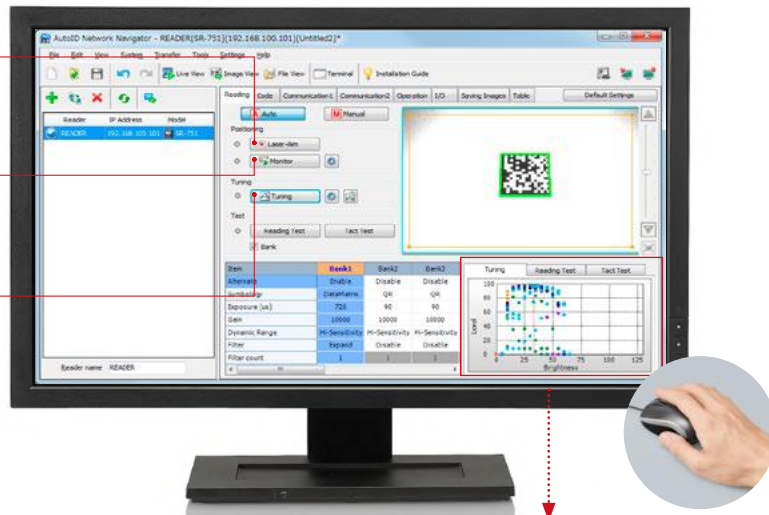 AutoID Network Navigator - READER[SR-751](192.168.100.101)[Untitled2]*
File Edit View System Transfer Tools Settings Help
Live View Image View File View Terminal Installation Guide
Reading Code Communication1 Communication2 Operation I/O Saving Images Table Default Settings
Reader IP Address Model
READER 192.168.100.101 SR-751
Auto Manual
Positioning
Laser-Aim
Monitor
Tuning
Tuning
Test
Reading Test Tact Test
Bank
Item Bank1 Bank2 Bank3
Alternate Enable Disable Disable
Symbology DataMatrix QR QR
Exposure (us) 720 90 90
Gain 10000 10000 10000
Dynamic Range Hi-Sensitivity Hi-Sensitivity Hi-Sensitivity
Filter Expand Disable Disable
Filter count 1 1 1
Tuning Reading Test Tact Test
Level
100
80
60
40
20
0
0 25 50 75 100 125
Brightness
Reader name READER